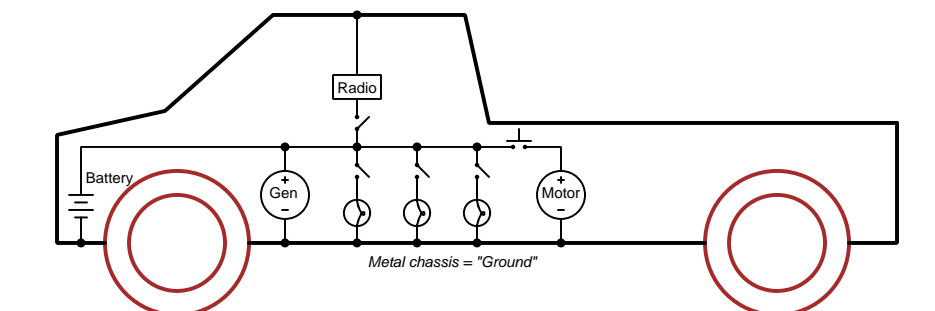 Radio
Battery
+
Gen
−
+
Motor
−
Metal chassis = "Ground"